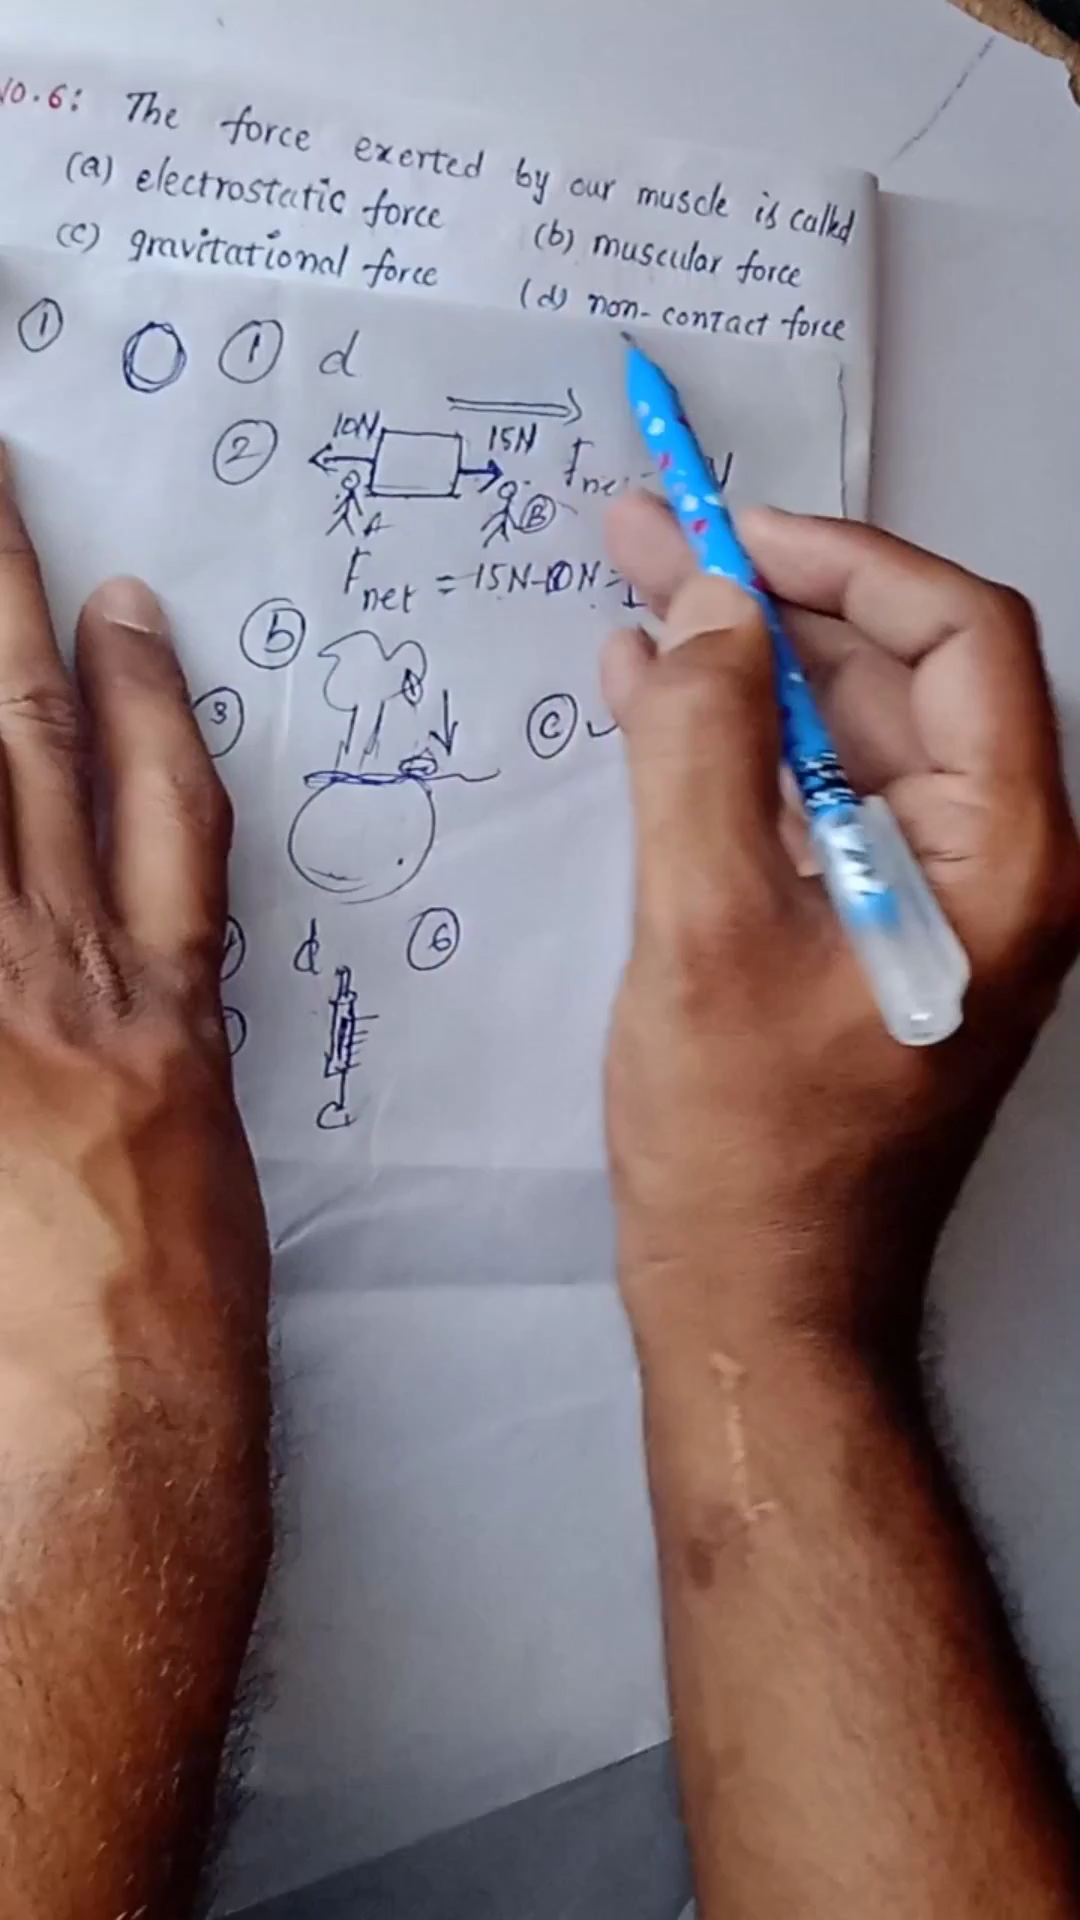 NO.6: The force exerted by our muscle is called
(a) electrostatic force (b) muscular force
(c) gravitational force (d) non-contact force
① ① d
② 10N 15N
A B
Fnet = 15N-10N =
b
3 C
d 6